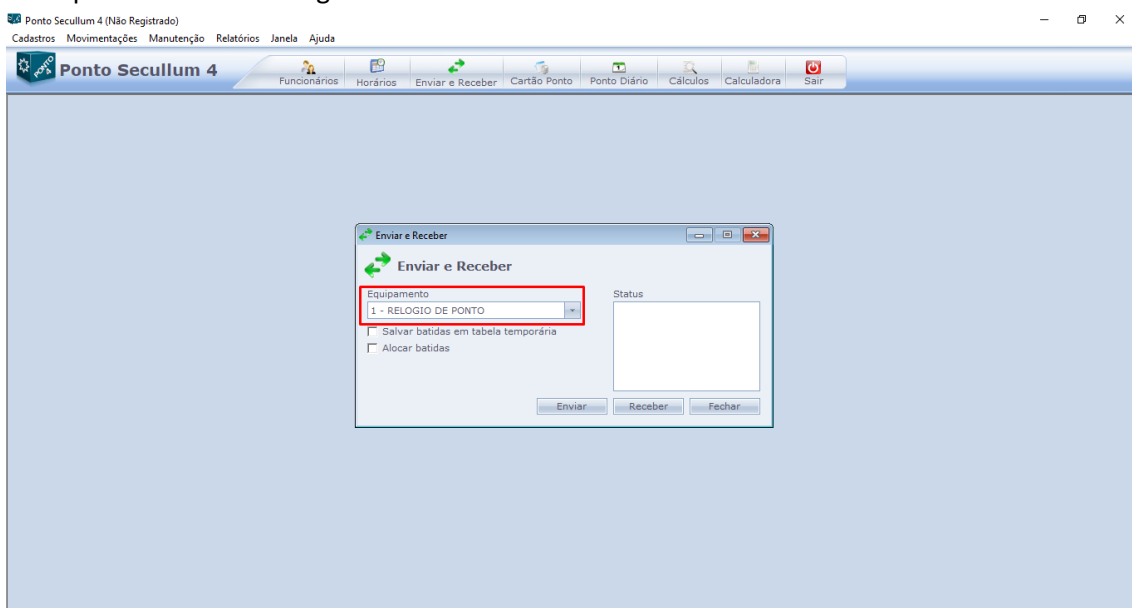 Ponto Secullum 4 (Não Registrado)
Cadastros Movimentações Manutenção Relatórios Janela Ajuda
Ponto Secullum 4
Funcionários Horários Enviar e Receber Cartão Ponto Ponto Diário Cálculos Calculadora Sair
Enviar e Receber
Enviar e Receber
Equipamento
Status
1 - RELOGIO DE PONTO
Salvar batidas em tabela temporária
Alocar batidas
Enviar Receber Fechar